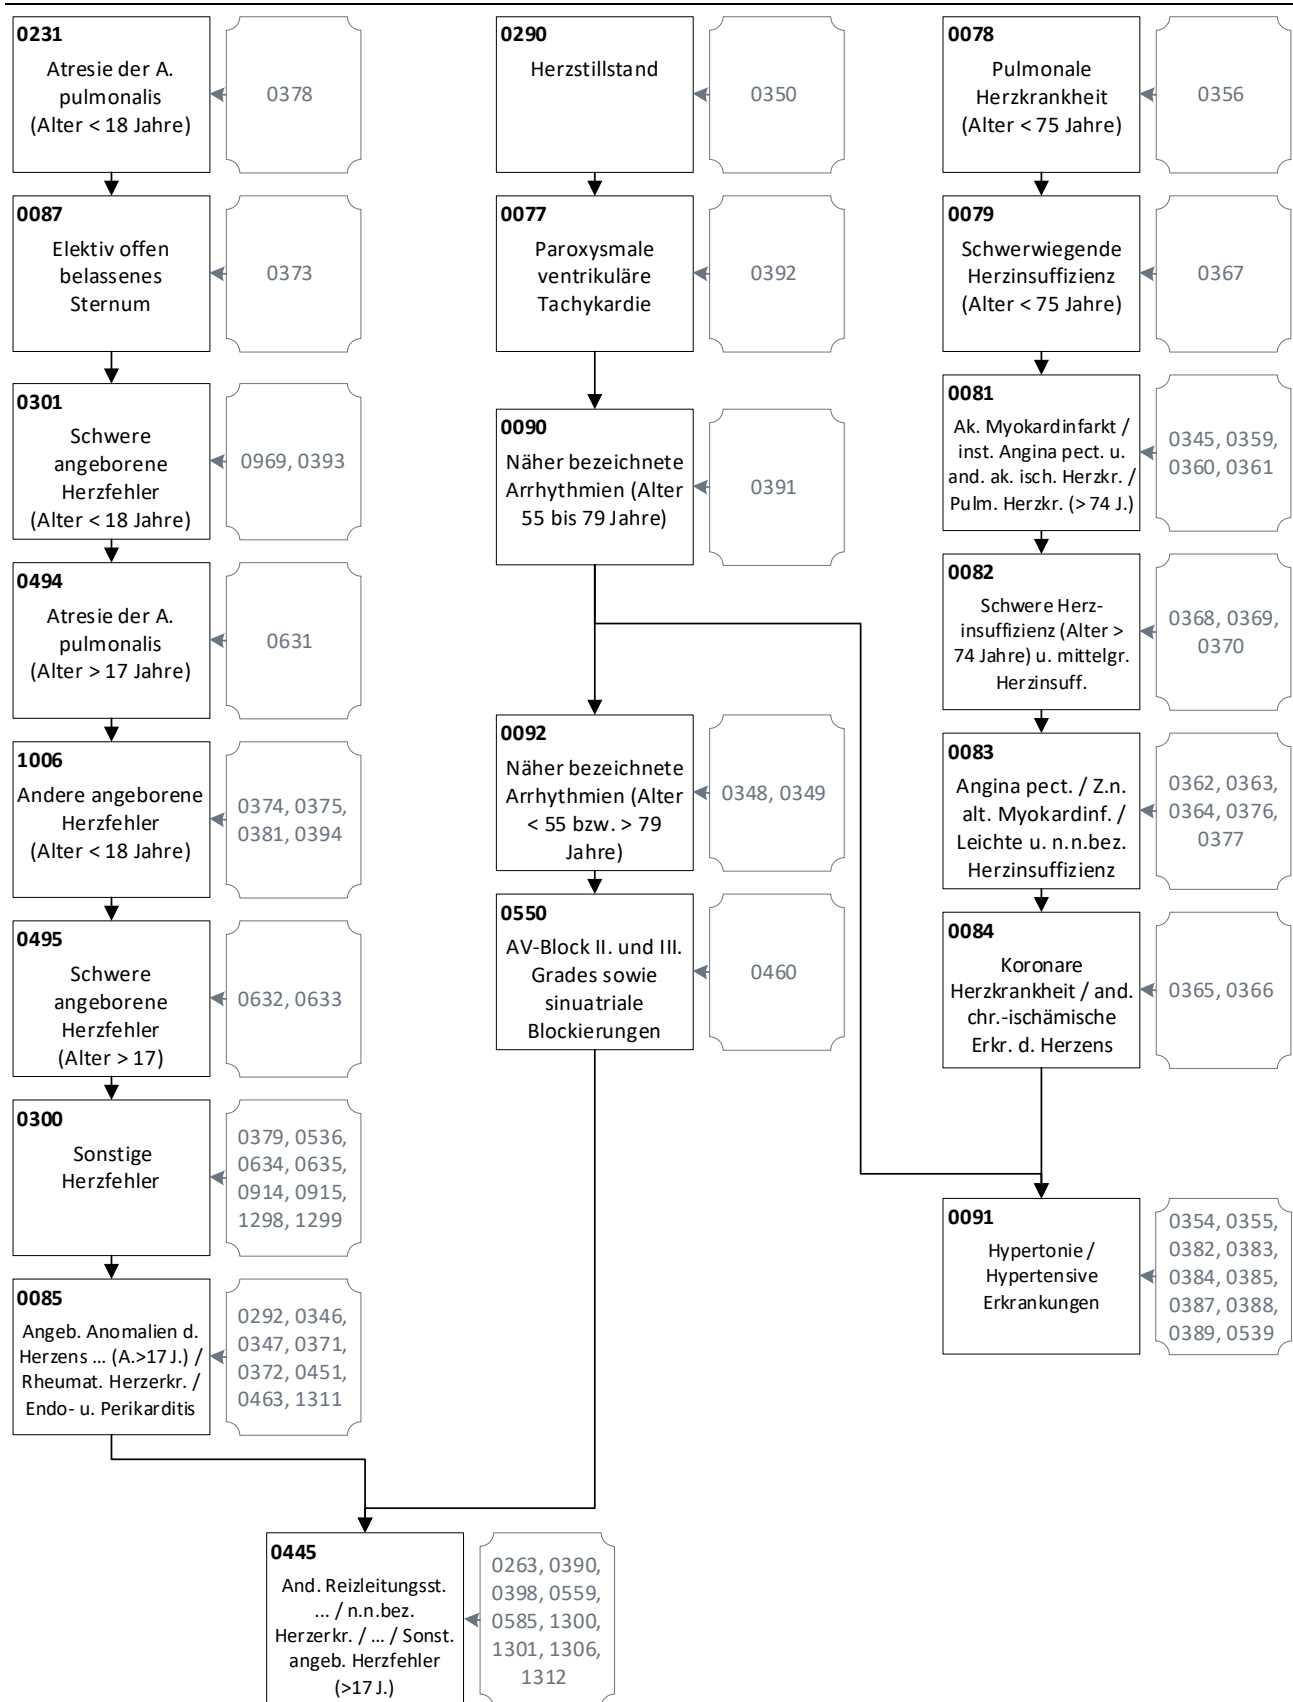 0231
Atresie der A.
pulmonalis
(Alter < 18 Jahre)
0378
0087
Elektiv offen
belassenes
Sternum
0373
0301
Schwere
angeborene
Herzfehler
(Alter < 18 Jahre)
0969, 0393
0494
Atresie der A.
pulmonalis
(Alter > 17 Jahre)
0631
1006
Andere angeborene
Herzfehler
(Alter < 18 Jahre)
0374, 0375,
0381, 0394
0495
Schwere
angeborene
Herzfehler
(Alter > 17)
0632, 0633
0300
Sonstige
Herzfehler
0379, 0536,
0634, 0635,
0914, 0915,
1298, 1299
0085
Angeb. Anomalien d.
Herzens ... (A.>17 J.) /
Rheumat. Herzerkr. /
Endo- u. Perikarditis
0292, 0346,
0347, 0371,
0372, 0451,
0463, 1311
0290
Herzstillstand
0350
0077
Paroxysmale
ventrikuläre
Tachykardie
0392
0090
Näher bezeichnete
Arrhythmien (Alter
55 bis 79 Jahre)
0391
0092
Näher bezeichnete
Arrhythmien (Alter
< 55 bzw. > 79
Jahre)
0348, 0349
0550
AV-Block II. und III.
Grades sowie
sinuatriale
Blockierungen
0460
0078
Pulmonale
Herzkrankheit
(Alter < 75 Jahre)
0356
0079
Schwerwiegende
Herzinsuffizienz
(Alter < 75 Jahre)
0367
0081
Ak. Myokardinfarkt /
inst. Angina pect. u.
and. ak. isch. Herzkr. /
Pulm. Herzkr. (> 74 J.)
0345, 0359,
0360, 0361
0082
Schwere Herz-
insuffizienz (Alter >
74 Jahre) u. mittelgr.
Herzinsuff.
0368, 0369,
0370
0083
Angina pect. / Z.n.
alt. Myokardinf. /
Leichte u. n.n.bez.
Herzinsuffizienz
0362, 0363,
0364, 0376,
0377
0084
Koronare
Herzkrankheit / and.
chr.-ischämische
Erkr. d. Herzens
0365, 0366
0091
Hypertonie /
Hypertensive
Erkrankungen
0354, 0355,
0382, 0383,
0384, 0385,
0387, 0388,
0389, 0539
0445
And. Reizleitungsst.
... / n.n.bez.
Herzerkr. / ... / Sonst.
angeb. Herzfehler
(>17 J.)
0263, 0390,
0398, 0559,
0585, 1300,
1301, 1306,
1312